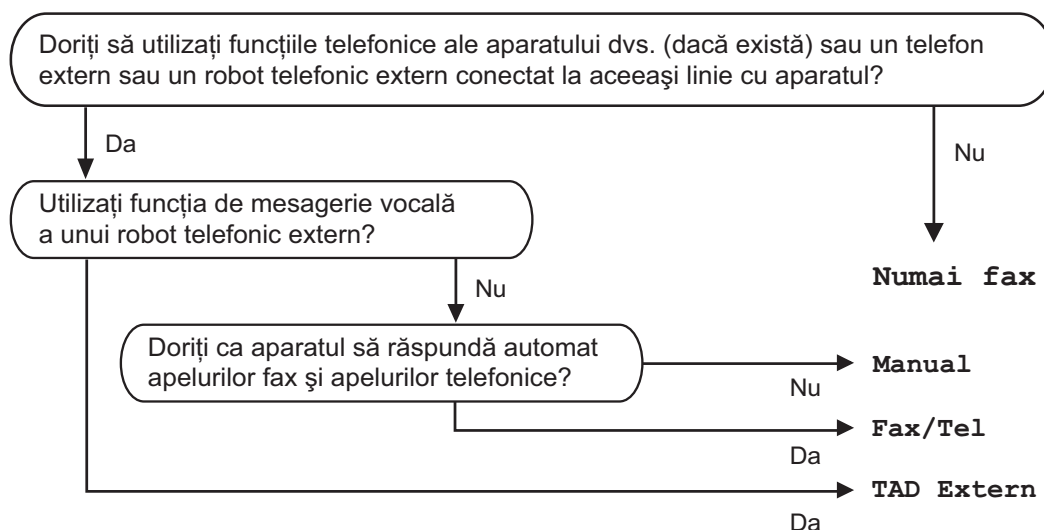 Doriți să utilizați funcțiile telefonice ale aparatului dvs. (dacă există) sau un telefon
extern sau un robot telefonic extern conectat la aceeaşi linie cu aparatul?
Da
Nu
Utilizați funcția de mesagerie vocală
a unui robot telefonic extern?
Numai fax
Nu
Doriți ca aparatul să răspundă automat
apelurilor fax şi apelurilor telefonice?
Manual
Nu
Fax/Tel
Da
TAD Extern
Da